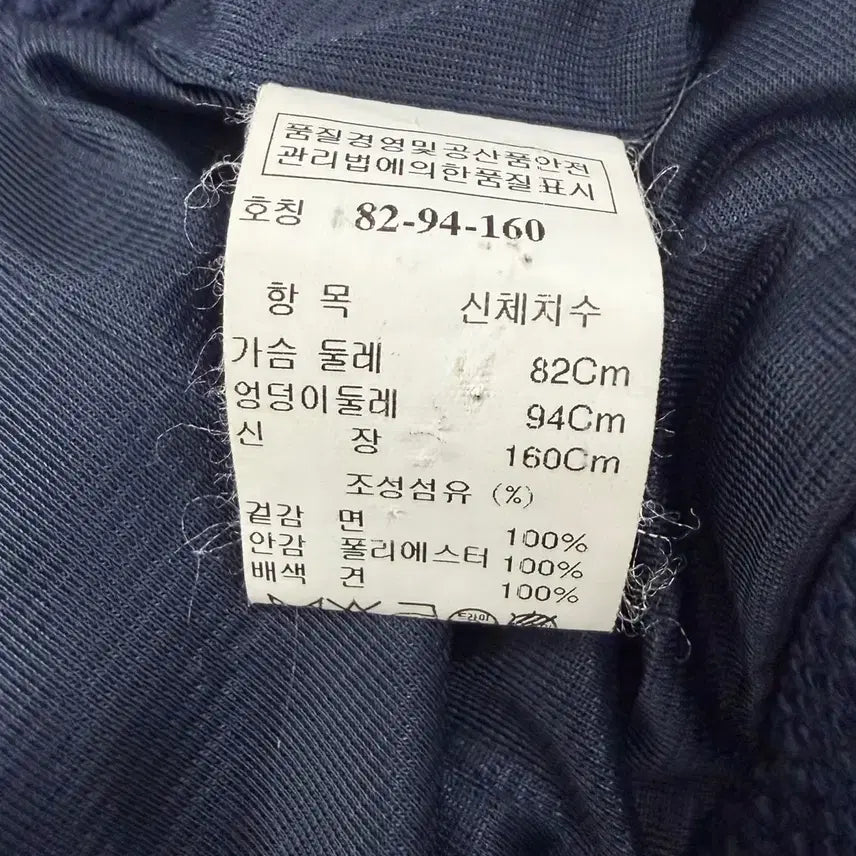 품질경영및공산품안전
관리법에의한품질표시
호칭 82-94-160
항 목 신체치수
가슴 둘레 82Cm
엉덩이둘레 94Cm
신 장 160Cm
조성섬유 (%)
겉감 면 100%
안감 폴리에스터 100%
배색 견 100%
드라이